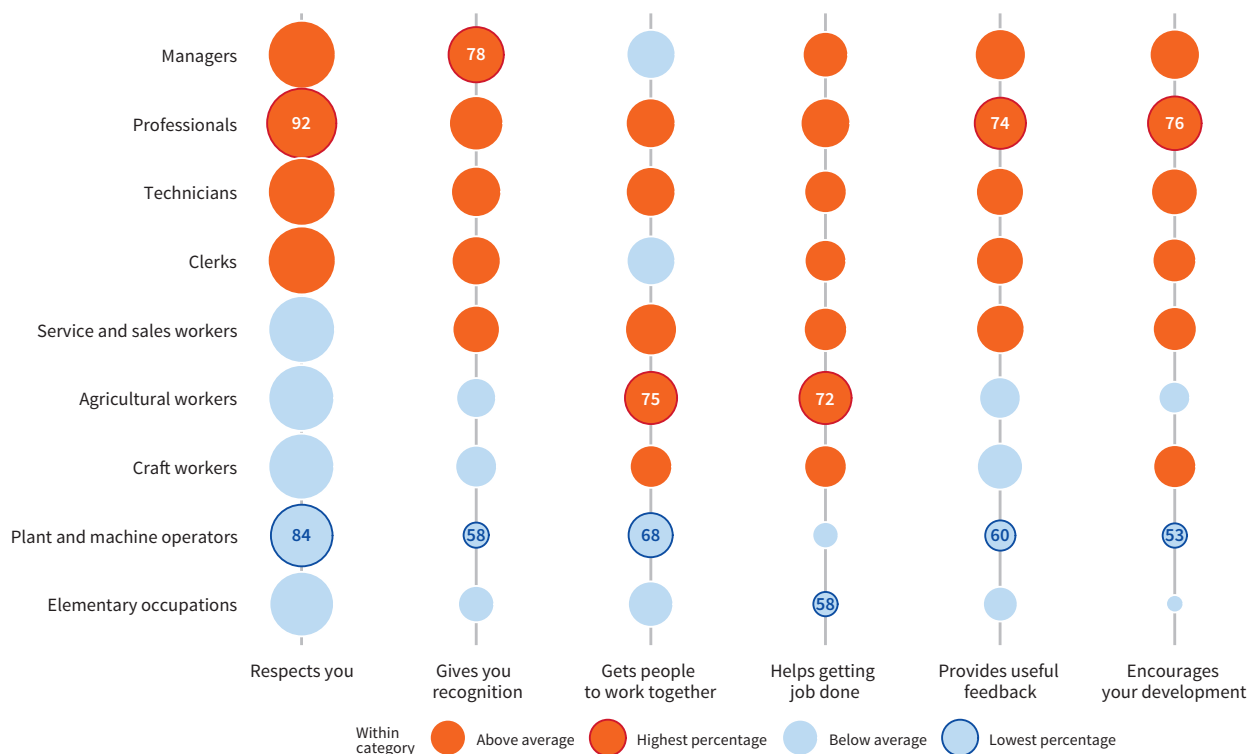 Managers
78
Professionals
92
74
76
Technicians
Clerks
Service and sales workers
Agricultural workers
75
72
Craft workers
Plant and machine operators
84
58
68
60
53
Elementary occupations
58
Respects you
Gives you
recognition
Gets people
to work together
Helps getting
job done
Provides useful
feedback
Encourages
your development
Within
category
Above average
Highest percentage
Below average
Lowest percentage